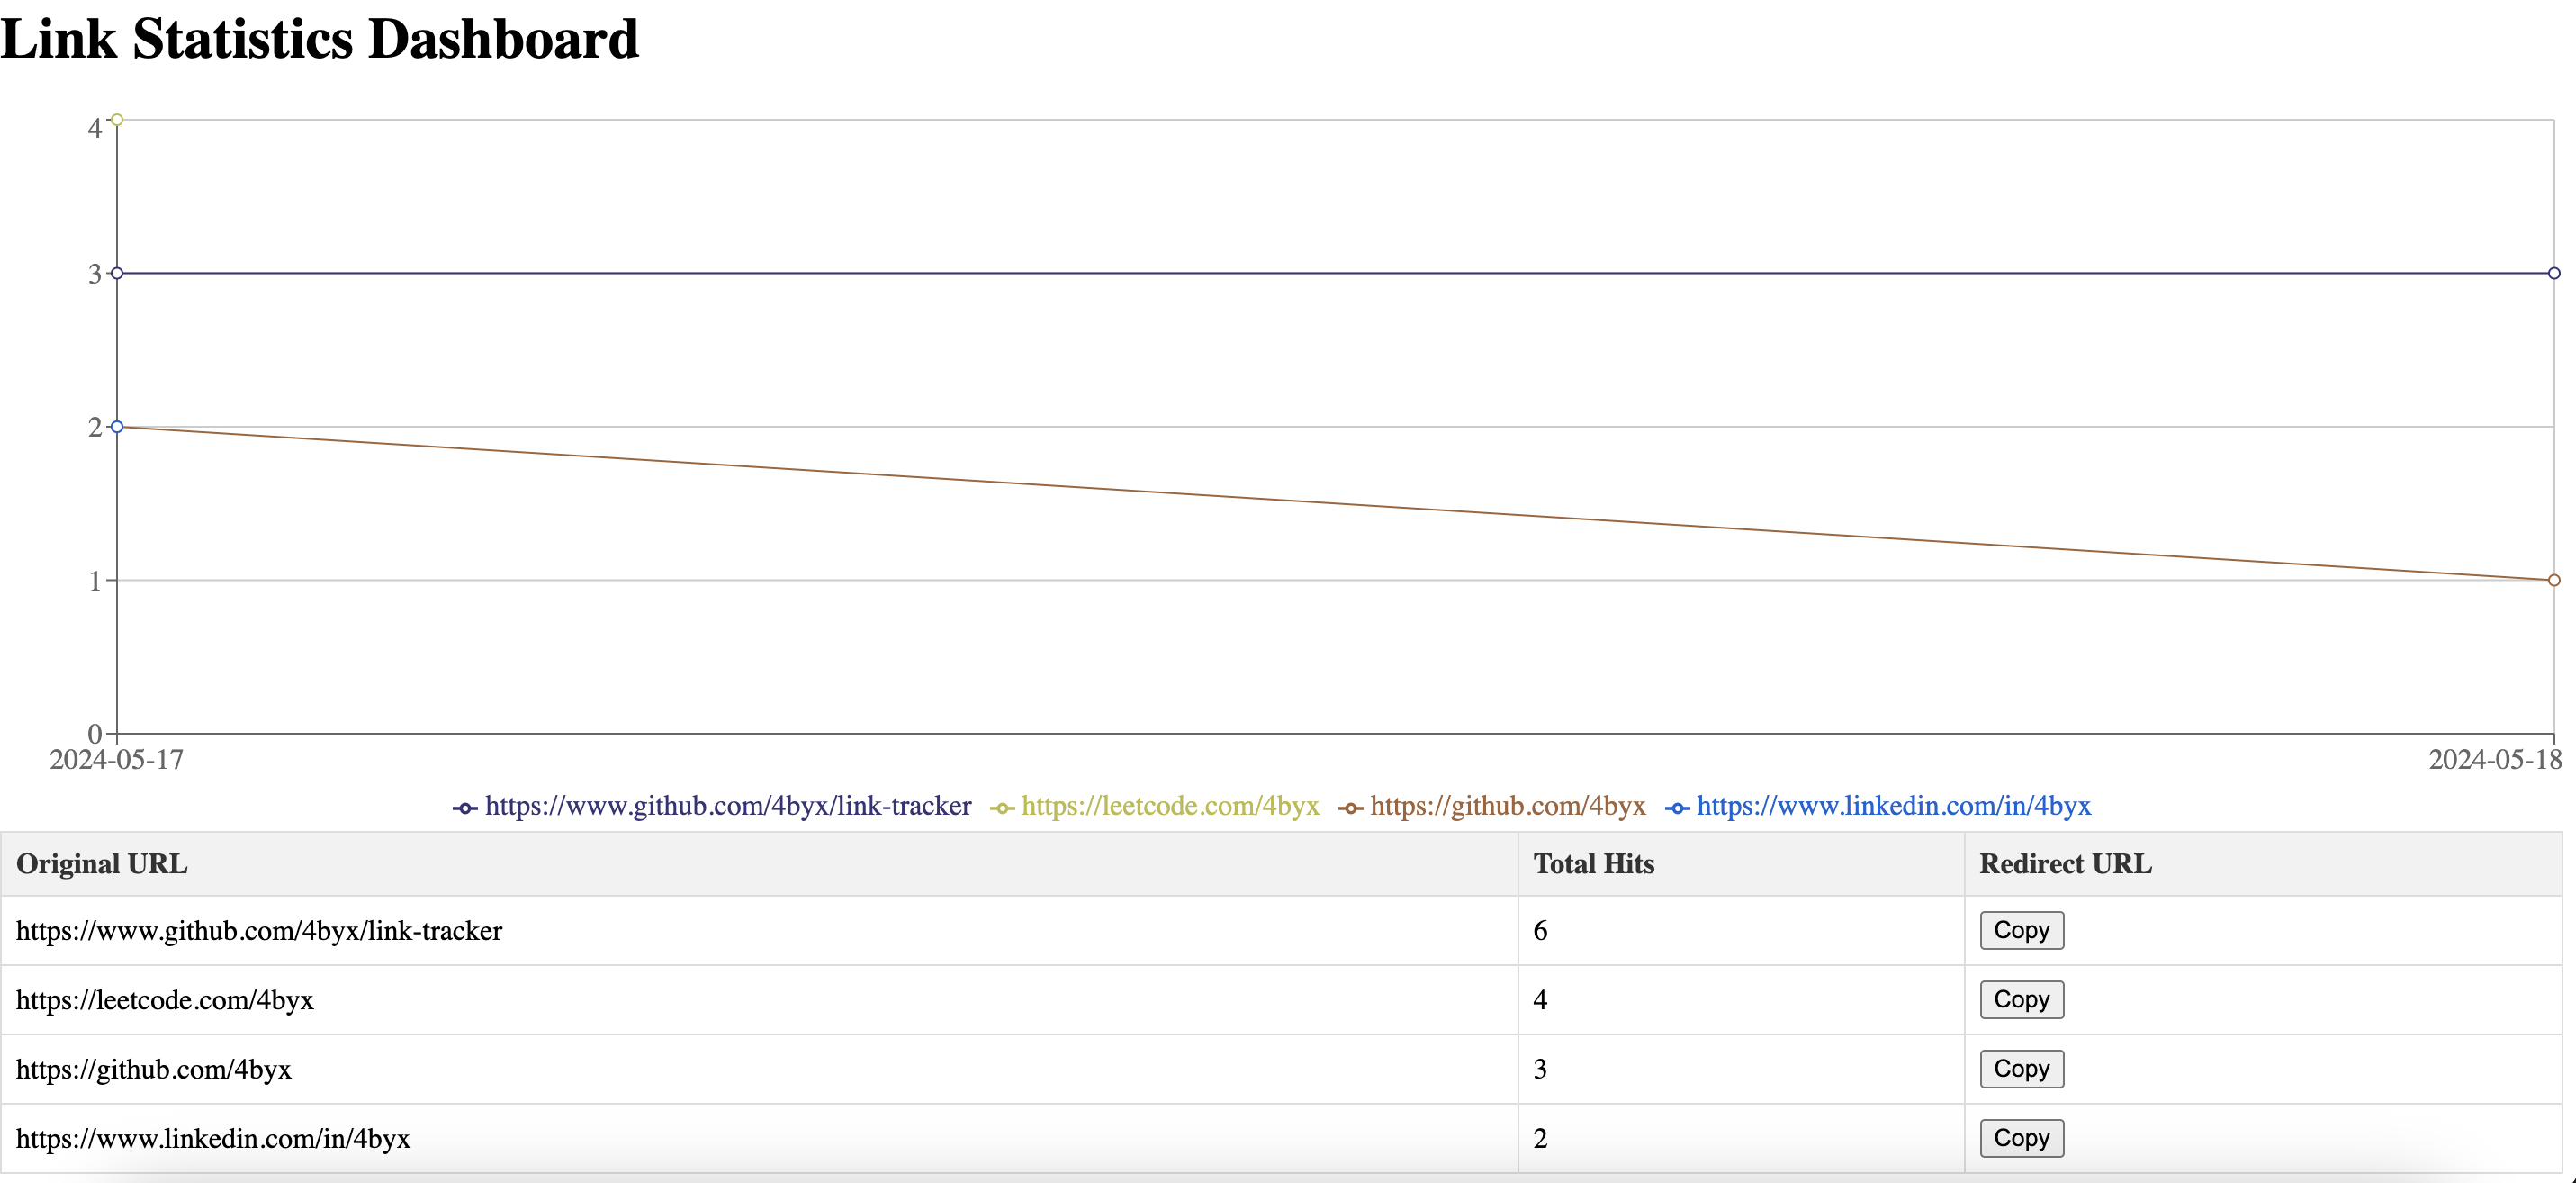 Link Statistics Dashboard
4
3
2
1
0
2024-05-17 2024-05-18
https://www.github.com/4byx/link-tracker https://leetcode.com/4byx https://github.com/4byx https://www.linkedin.com/in/4byx
Original URL Total Hits Redirect URL
https://www.github.com/4byx/link-tracker 6 Copy
https://leetcode.com/4byx 4 Copy
https://github.com/4byx 3 Copy
https://www.linkedin.com/in/4byx 2 Copy